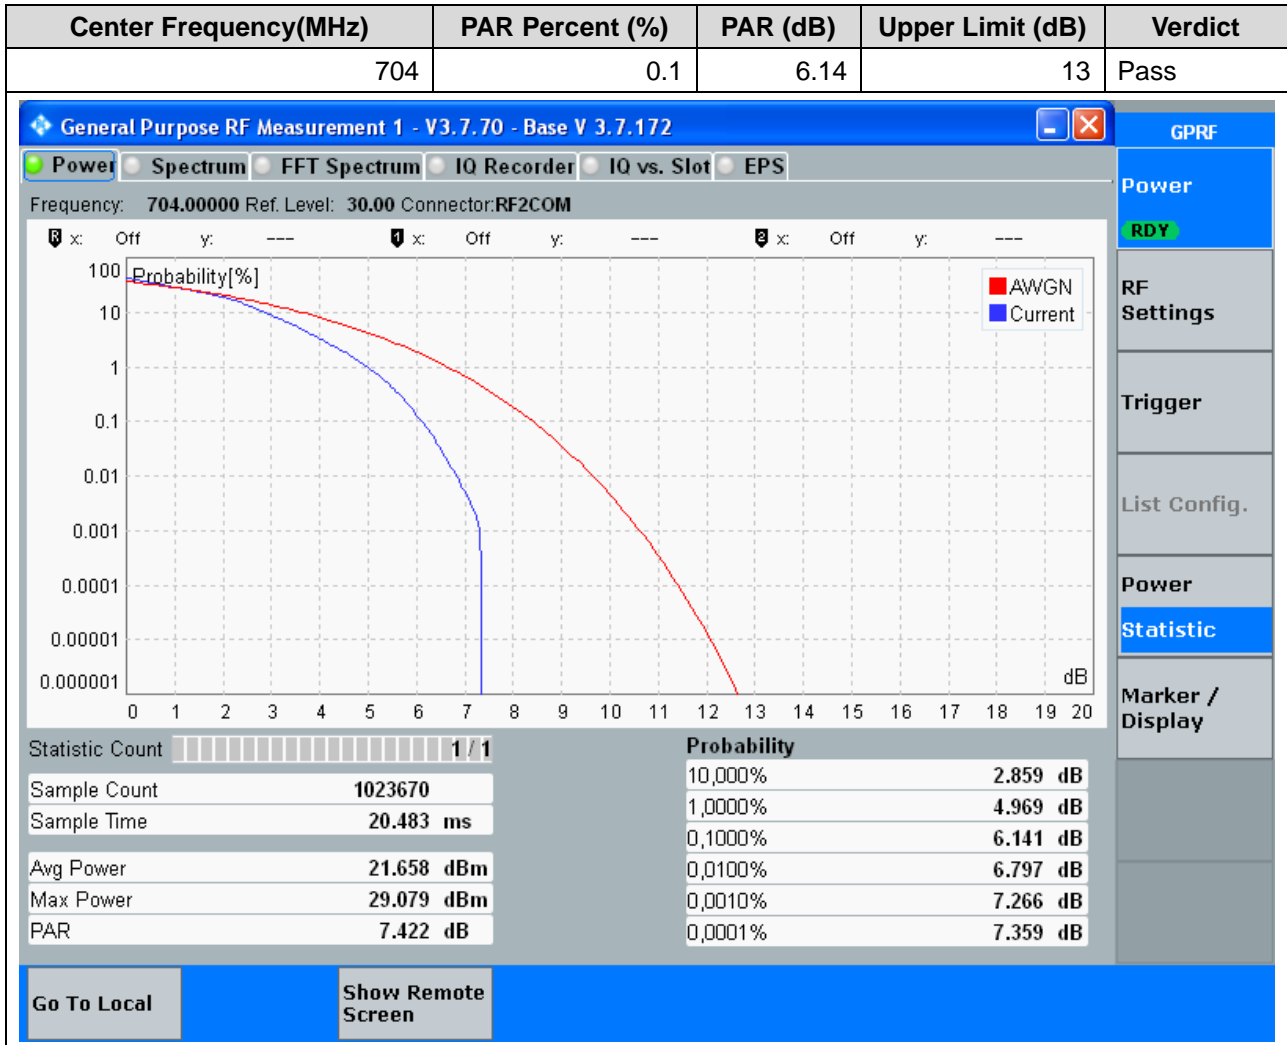 Center Frequency(MHz) PAR Percent (%) PAR (dB) Upper Limit (dB) Verdict
704 0.1 6.14 13 Pass
General Purpose RF Measurement 1 - V3.7.70 - Base V 3.7.172
GPRF
Power Spectrum FFT Spectrum IQ Recorder IQ vs. Slot EPS
Frequency: 704.00000 Ref. Level: 30.00 Connector:RF2COM
R x: Off y: --- 1 x: Off y: --- 2 x: Off y: ---
Probability[%]
AWGN
Current
100
10
1
0.1
0.01
0.001
0.0001
0.00001
0.000001
dB
0 1 2 3 4 5 6 7 8 9 10 11 12 13 14 15 16 17 18 19 20
Statistic Count 1 / 1
Sample Count 1023670
Sample Time 20.483 ms
Avg Power 21.658 dBm
Max Power 29.079 dBm
PAR 7.422 dB
Probability
10,000% 2.859 dB
1,0000% 4.969 dB
0,1000% 6.141 dB
0,0100% 6.797 dB
0,0010% 7.266 dB
0,0001% 7.359 dB
Power
RDY
RF
Settings
Trigger
List Config.
Power
Statistic
Marker /
Display
Go To Local
Show Remote
Screen